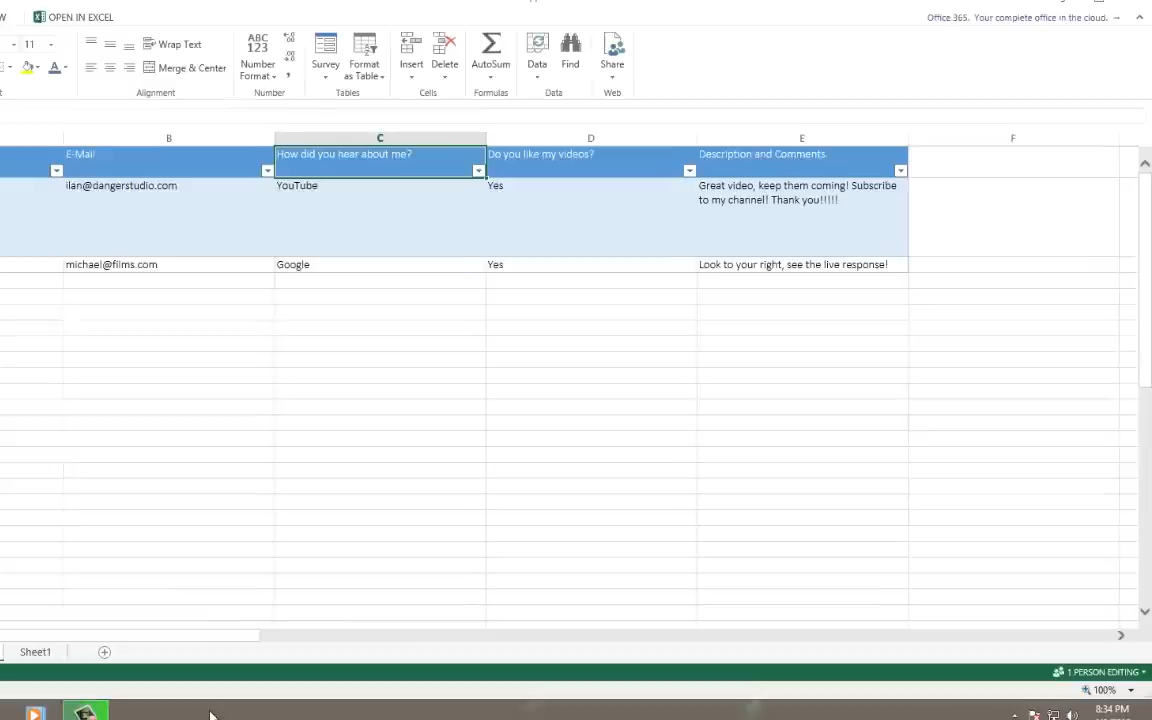 W OPEN IN EXCEL Office 365. Your complete office in the cloud. →
11 Wrap Text ABC 123
Merge & Center Number Format Survey Format as Table Insert Delete AutoSum Data Find Share
Alignment Number Tables Cells Formulas Data Web
B C D E F
E-Mail How did you hear about me? Do you like my videos? Description and Comments
ilan@dangerstudio.com YouTube Yes Great video, keep them coming! Subscribe
to my channel! Thank you!!!!!
michael@films.com Google Yes Look to your right, see the live response!
Sheet1
1 PERSON EDITING
100%
8:34 PM